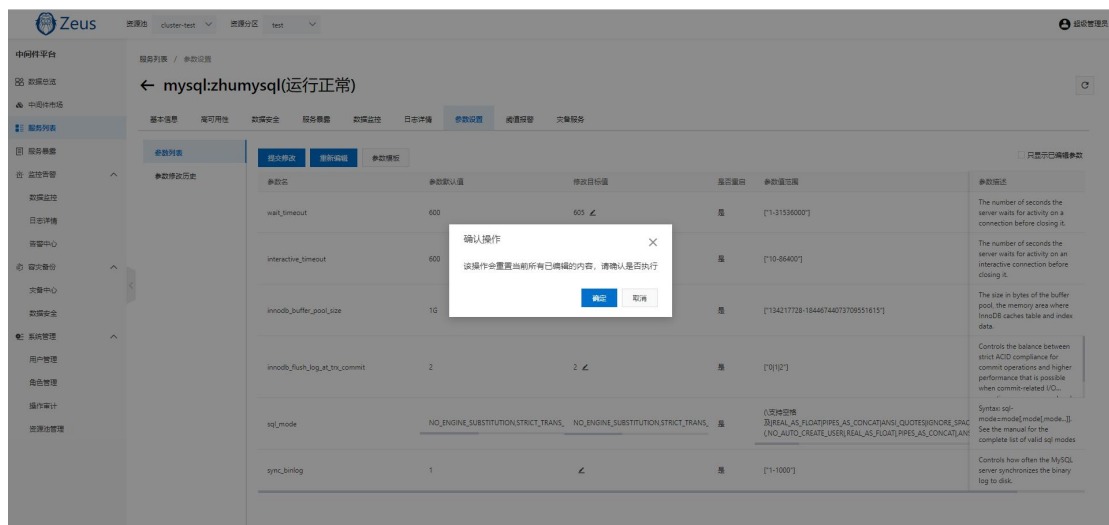 Zeus 资源池 cluster-test 资源分区 test 超级管理员
中间件平台
数据总览
中间件市场
服务列表
服务暴露
监控告警
数据监控
日志详情
告警中心
容灾备份
灾备中心
数据安全
系统管理
用户管理
角色管理
操作审计
资源池管理
服务列表 / 参数设置
mysql:zhumysql(运行正常)
基本信息 高可用性 数据安全 服务暴露 数据监控 日志详情 参数设置 阈值报警 灾备服务
参数列表
参数修改历史
提交修改 重新编辑 参数模板 只显示已编辑参数
参数名 参数默认值 修改目标值 是否重启 参数值范围 参数描述
wait_timeout 600 605 是 ["1-31536000"]
The number of seconds the
server waits for activity on a
connection before closing it.
interactive_timeout 600 是 ["10-86400"]
The number of seconds the
server waits for activity on an
interactive connection before
closing it.
确认操作
该操作会重置当前所有已编辑的内容，请确认是否执行
确定 取消
innodb_buffer_pool_size 1G 是 ["134217728-18446744073709551615"]
The size in bytes of the buffer
pool, the memory area where
InnoDB caches table and index
data.
innodb_flush_log_at_trx_commit 2 2 是 ["0|1|2"]
Controls the balance between
strict ACID compliance for
commit operations and higher
performance that is possible
when commit-related I/O...
sql_mode NO_ENGINE_SUBSTITUTION,STRICT_TRANS_ NO_ENGINE_SUBSTITUTION,STRICT_TRANS_ 是
(\支持空格
及|REAL_AS_FLOAT|PIPES_AS_CONCAT|ANSI_QUOTES|IGNORE_SPAC
(,NO_AUTO_CREATE_USER|,REAL_AS_FLOAT|,PIPES_AS_CONCAT|,ANS
Syntax: sql-
mode=mode[,mode[,mode...]].
See the manual for the
complete list of valid sql modes
sync_binlog 1 是 ["1-1000"]
Controls how often the MySQL
server synchronizes the binary
log to disk.